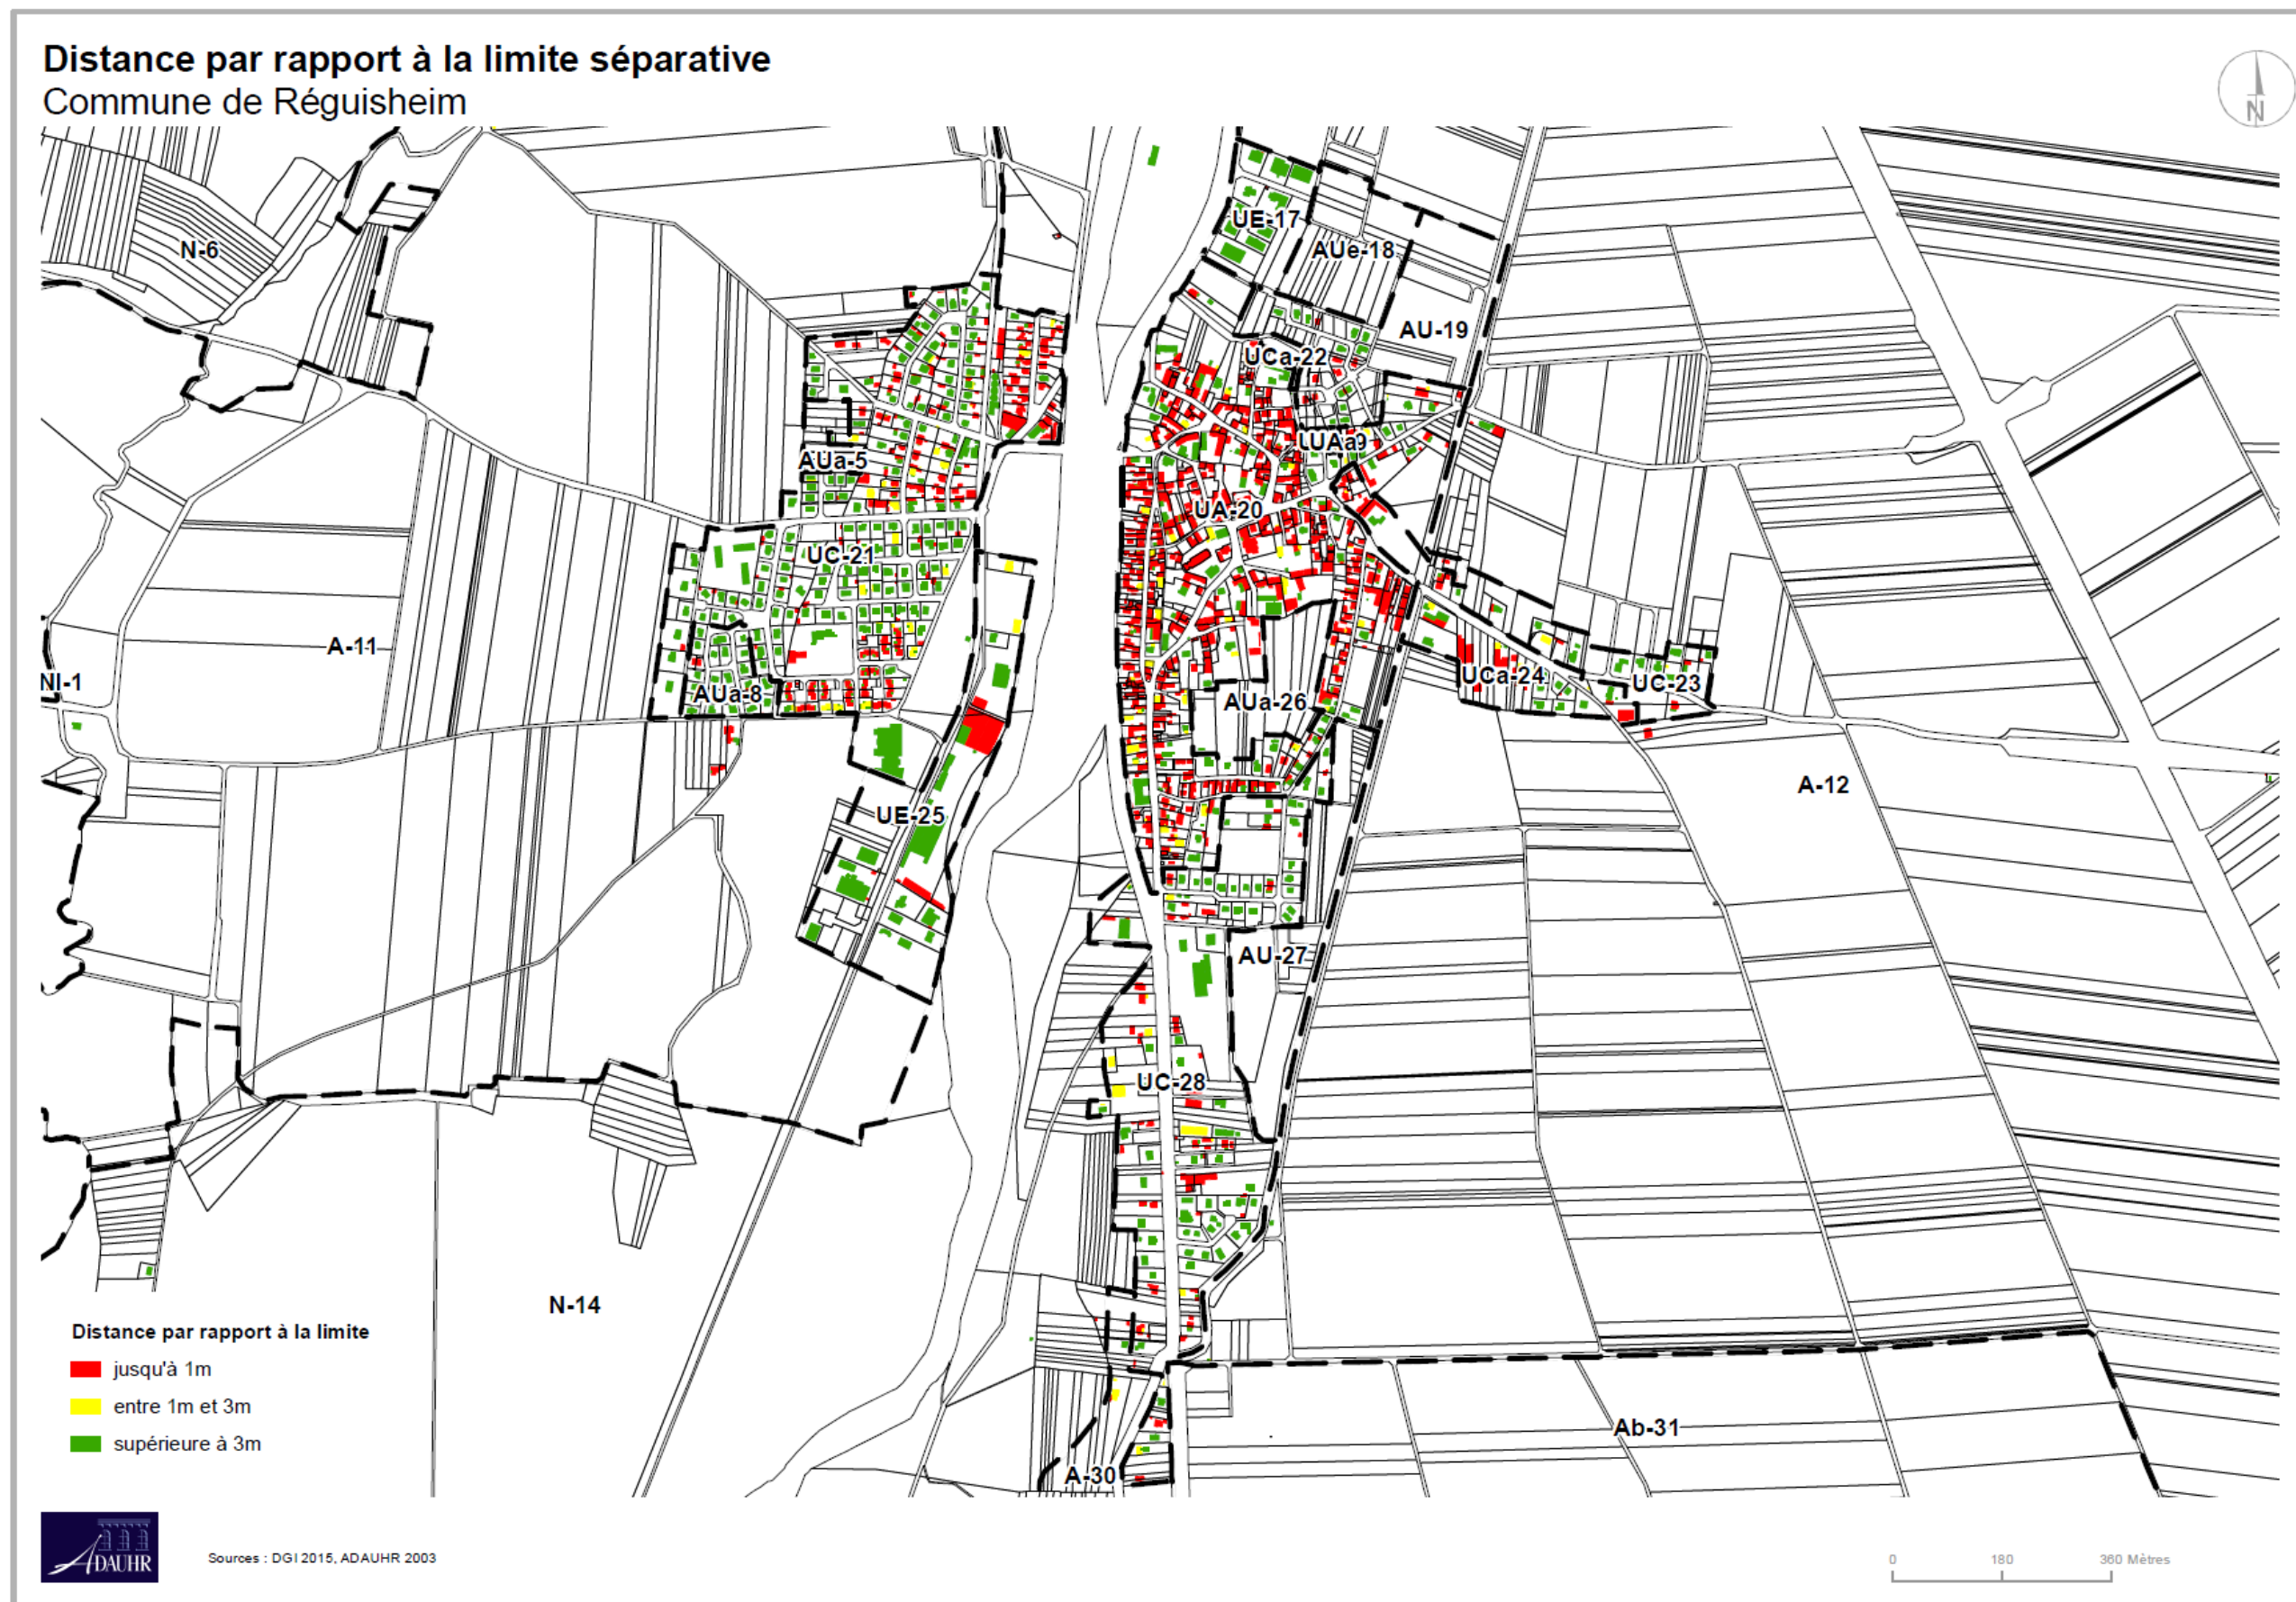 Distance par rapport à la limite séparative
Commune de Réguisheim
N
UE-17
N-6
AUe-18
AU-19
UCa-22
LUAa9
AUa-5
UA-20
UC-21
A-11
NI-1
AUa-8
UCa-24
UC-23
AUa-26
A-12
UE-25
AU-27
UC-28
N-14
Ab-31
A-30
Distance par rapport à la limite
jusqu'à 1m
entre 1m et 3m
supérieure à 3m
ADAUHR
Sources : DGI 2015, ADAUHR 2003
0 180 360 Mètres